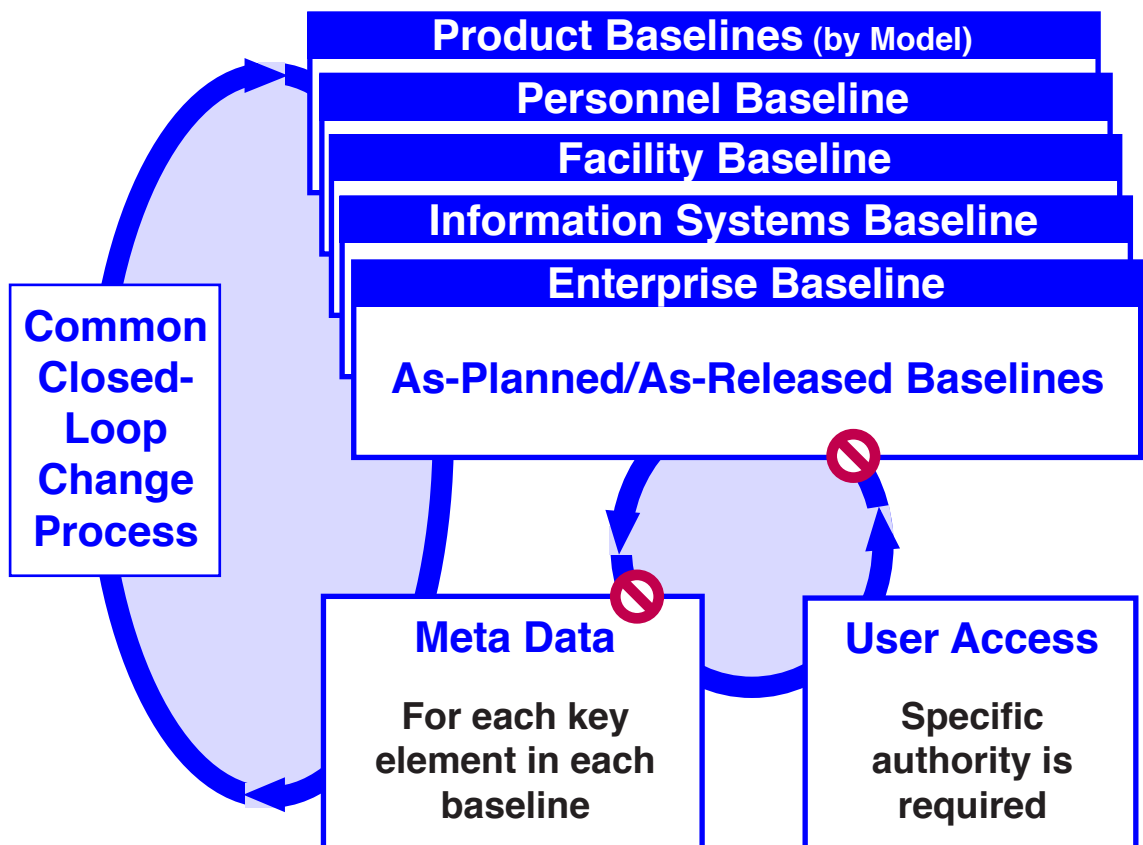 Product Baselines (by Model)
Personnel Baseline
Facility Baseline
Information Systems Baseline
Enterprise Baseline
As-Planned/As-Released Baselines
Common
Closed-
Loop
Change
Process
Meta Data
For each key
element in each
baseline
User Access
Specific
authority is
required